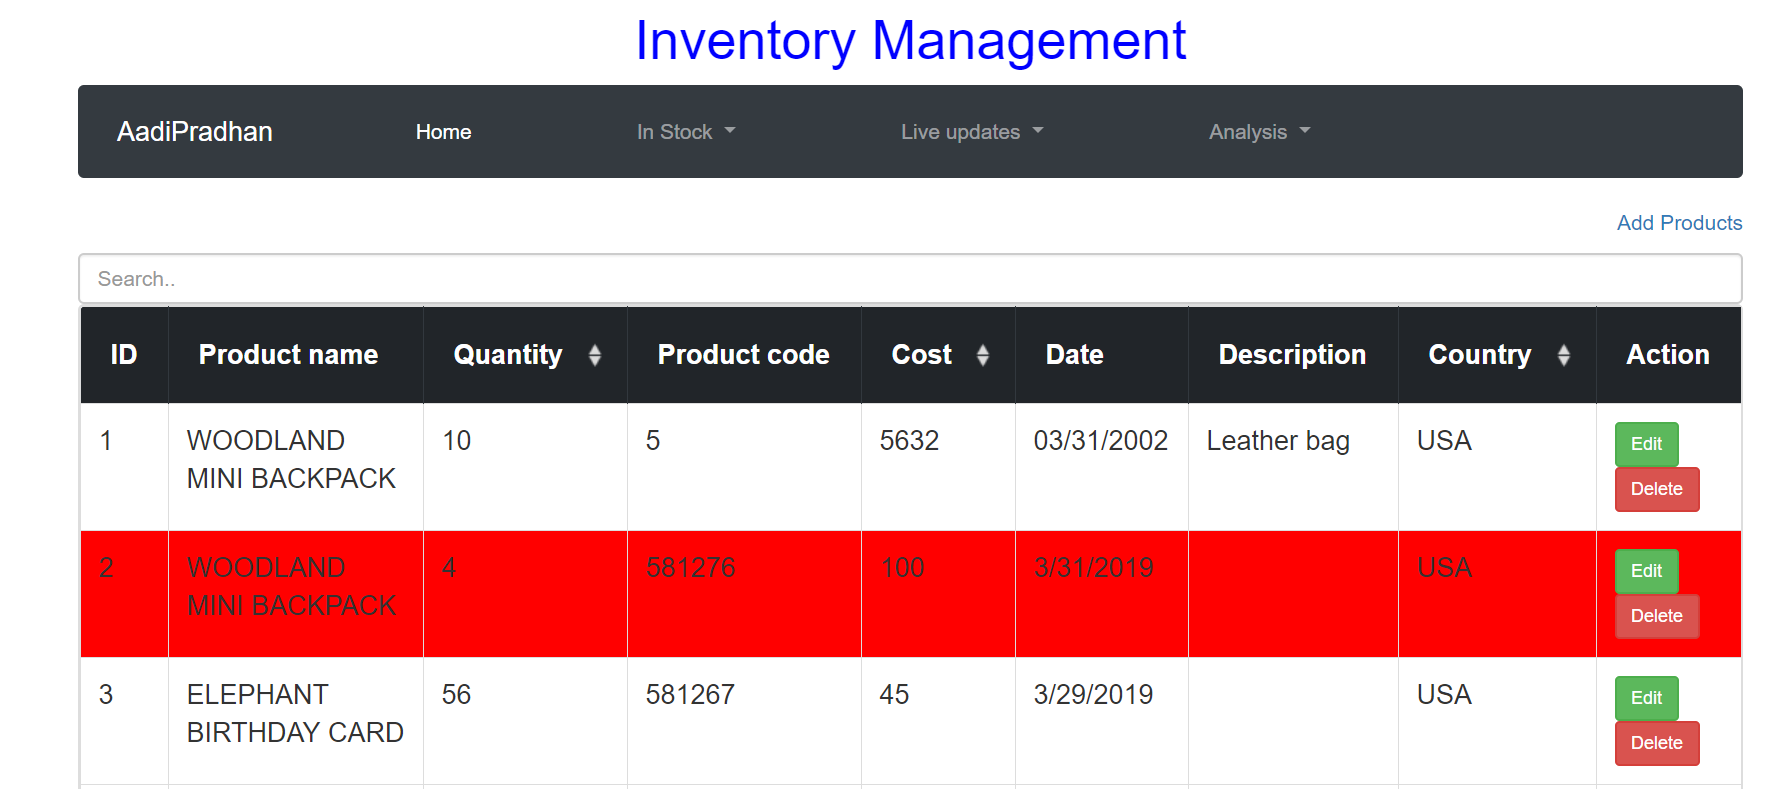 Inventory Management
AadiPradhan Home In Stock Live updates Analysis
Add Products
Search..
ID Product name Quantity Product code Cost Date Description Country Action
1 WOODLAND 10 5 5632 03/31/2002 Leather bag USA Edit
MINI BACKPACK Delete
2 WOODLAND 4 581276 100 3/31/2019 USA Edit
MINI BACKPACK Delete
3 ELEPHANT 56 581267 45 3/29/2019 USA Edit
BIRTHDAY CARD Delete